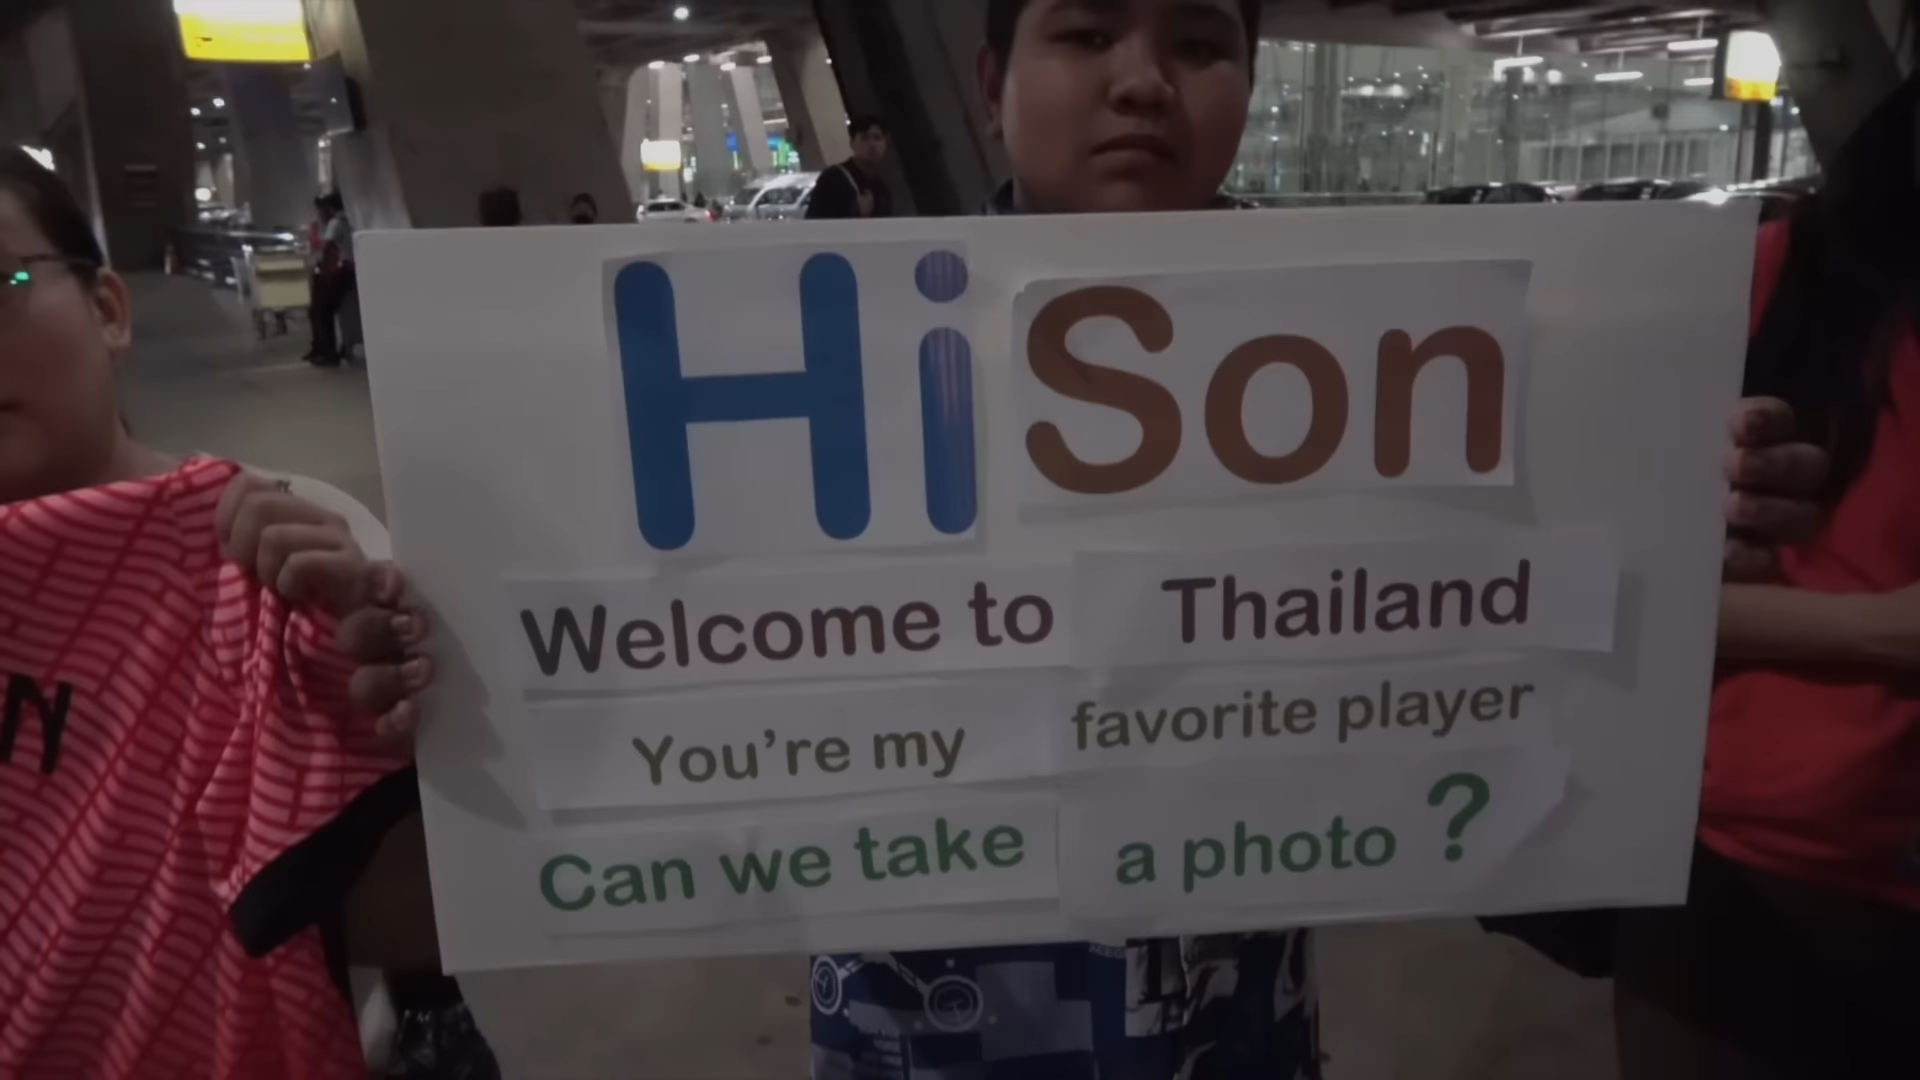 Hi Son
Welcome to Thailand
You're my favorite player
Can we take a photo ?
N